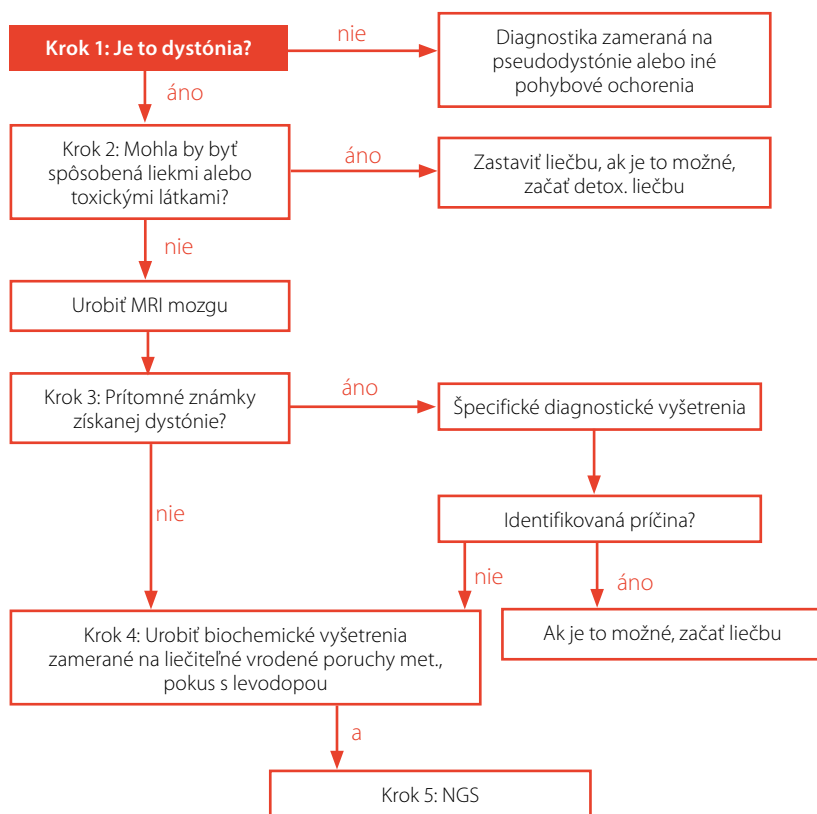 Krok 1: Je to dystónia?
nie
Diagnostika zameraná na
pseudodystónie alebo iné
pohybové ochorenia
áno
Krok 2: Mohla by byť
spôsobená liekmi alebo
toxickými látkami?
áno
Zastaviť liečbu, ak je to možné,
začať detox. liečbu
nie
Urobiť MRI mozgu
Krok 3: Prítomné známky
získanej dystónie?
áno
Špecifické diagnostické vyšetrenia
nie
Identifikovaná príčina?
nie
áno
Krok 4: Urobiť biochemické vyšetrenia
zamerané na liečiteľné vrodené poruchy met.,
pokus s levodopou
Ak je to možné, začať liečbu
a
Krok 5: NGS